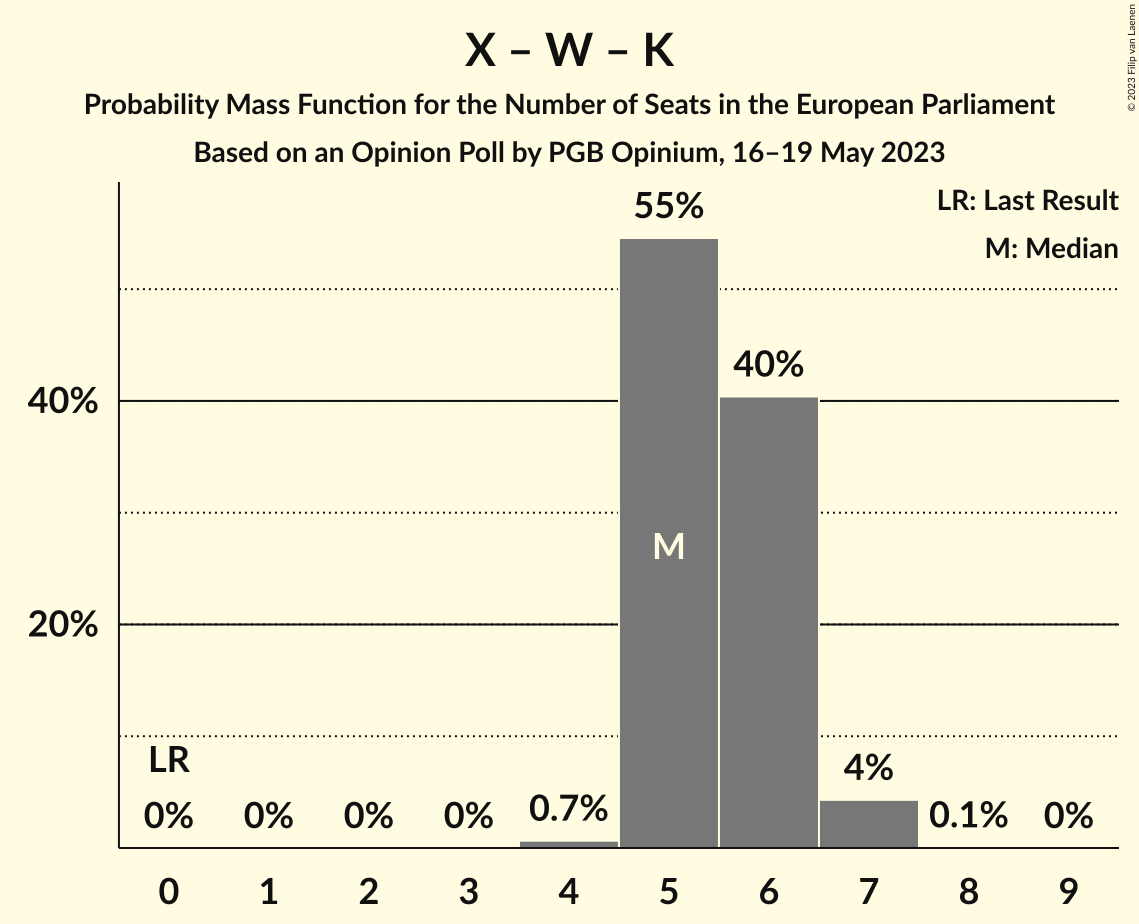 X – W – K
Probability Mass Function for the Number of Seats in the European Parliament
Based on an Opinion Poll by PGB Opinium, 16–19 May 2023
© 2023 Filip van Laenen
LR: Last Result
M: Median
55%
40%
40%
M
20%
LR
0%
0%
0%
0%
0.7%
4%
0.1%
0%
0 1 2 3 4 5 6 7 8 9